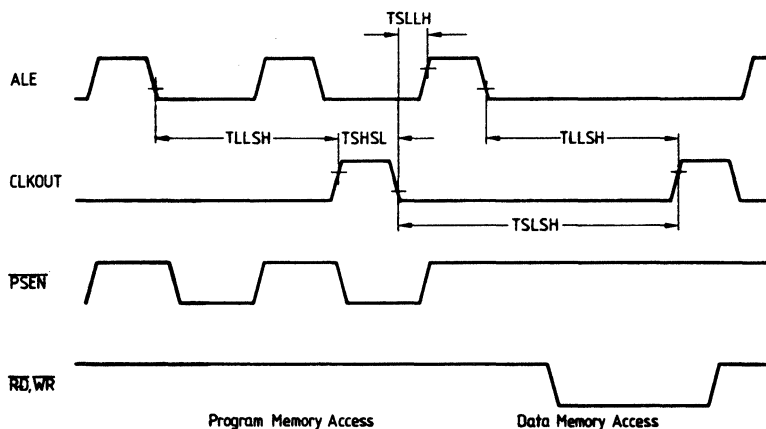 TSLLH
ALE
TLLSH TSHSL TLLSH
CLKOUT
TSLSH
PSEN
RD,WR
Program Memory Access Data Memory Access